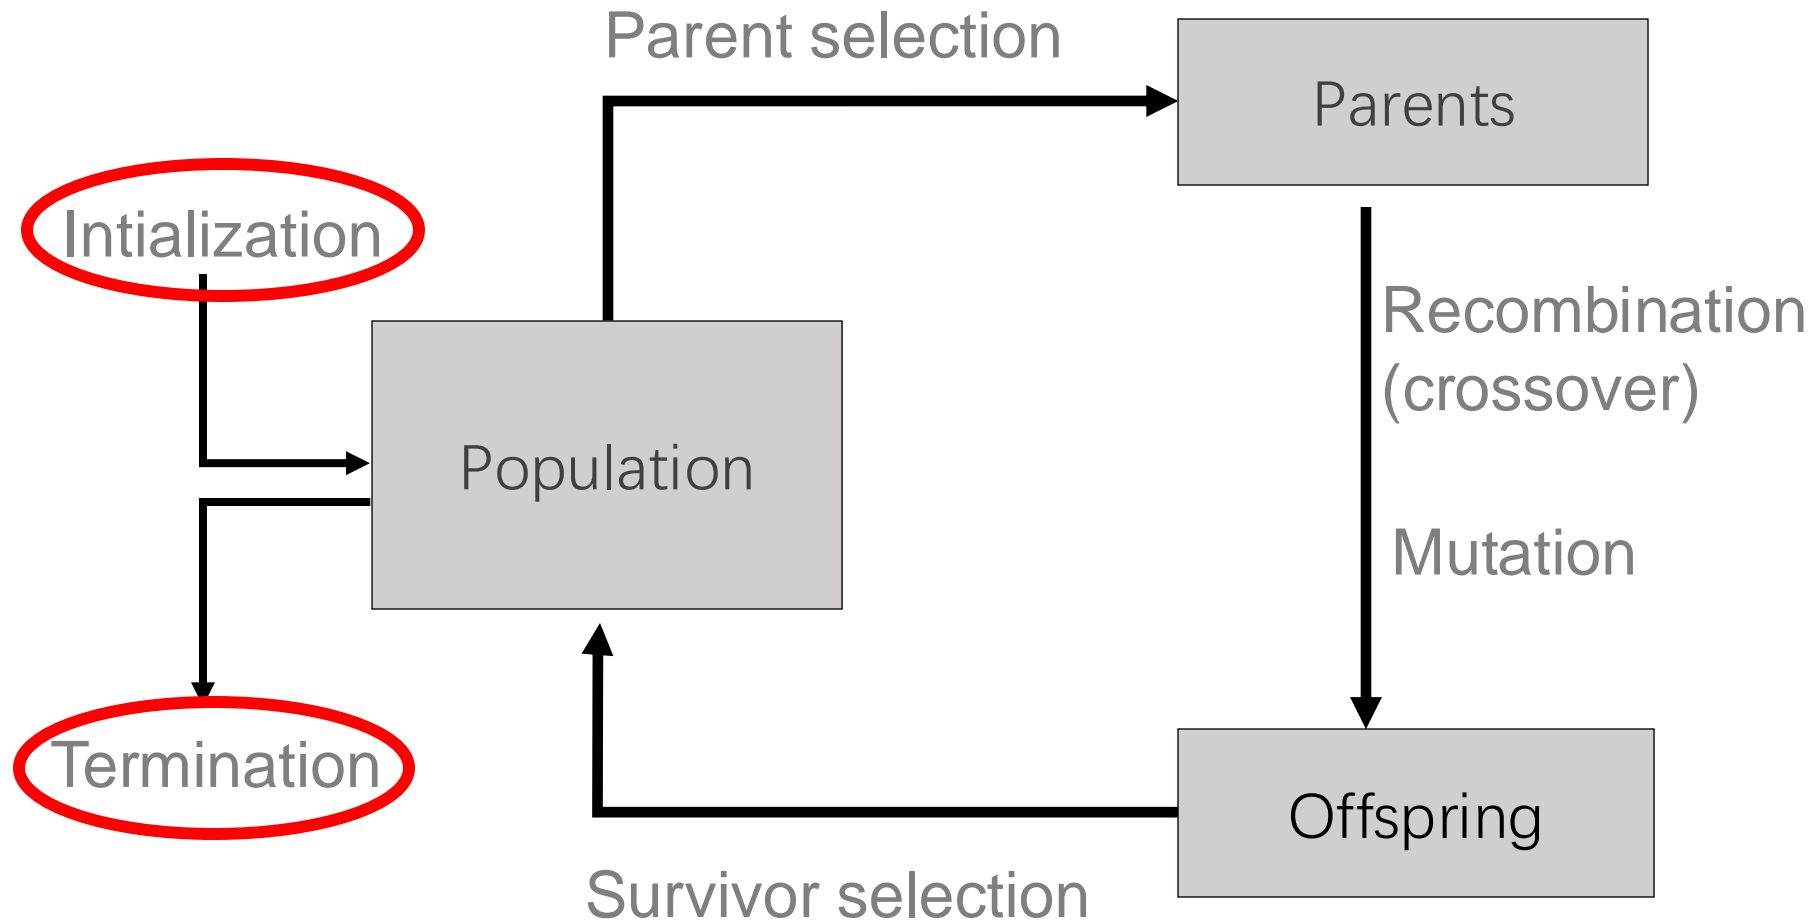 Parent selection
Parents
Intialization
Recombination
(crossover)
Population
Mutation
Termination
Offspring
Survivor selection